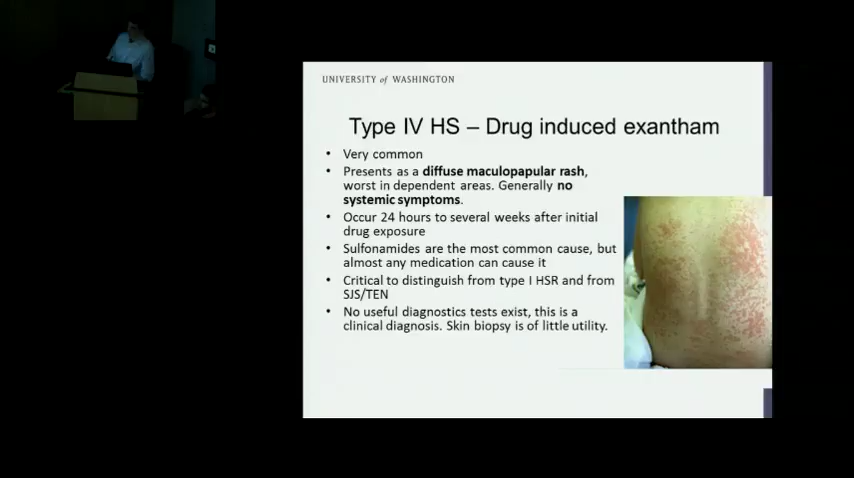 UNIVERSITY of WASHINGTON
Type IV HS – Drug induced exantham
• Very common
• Presents as a diffuse maculopapular rash,
worst in dependent areas. Generally no
systemic symptoms.
• Occur 24 hours to several weeks after initial
drug exposure
• Sulfonamides are the most common cause, but
almost any medication can cause it
• Critical to distinguish from type I HSR and from
SJS/TEN
• No useful diagnostics tests exist, this is a
clinical diagnosis. Skin biopsy is of little utility.